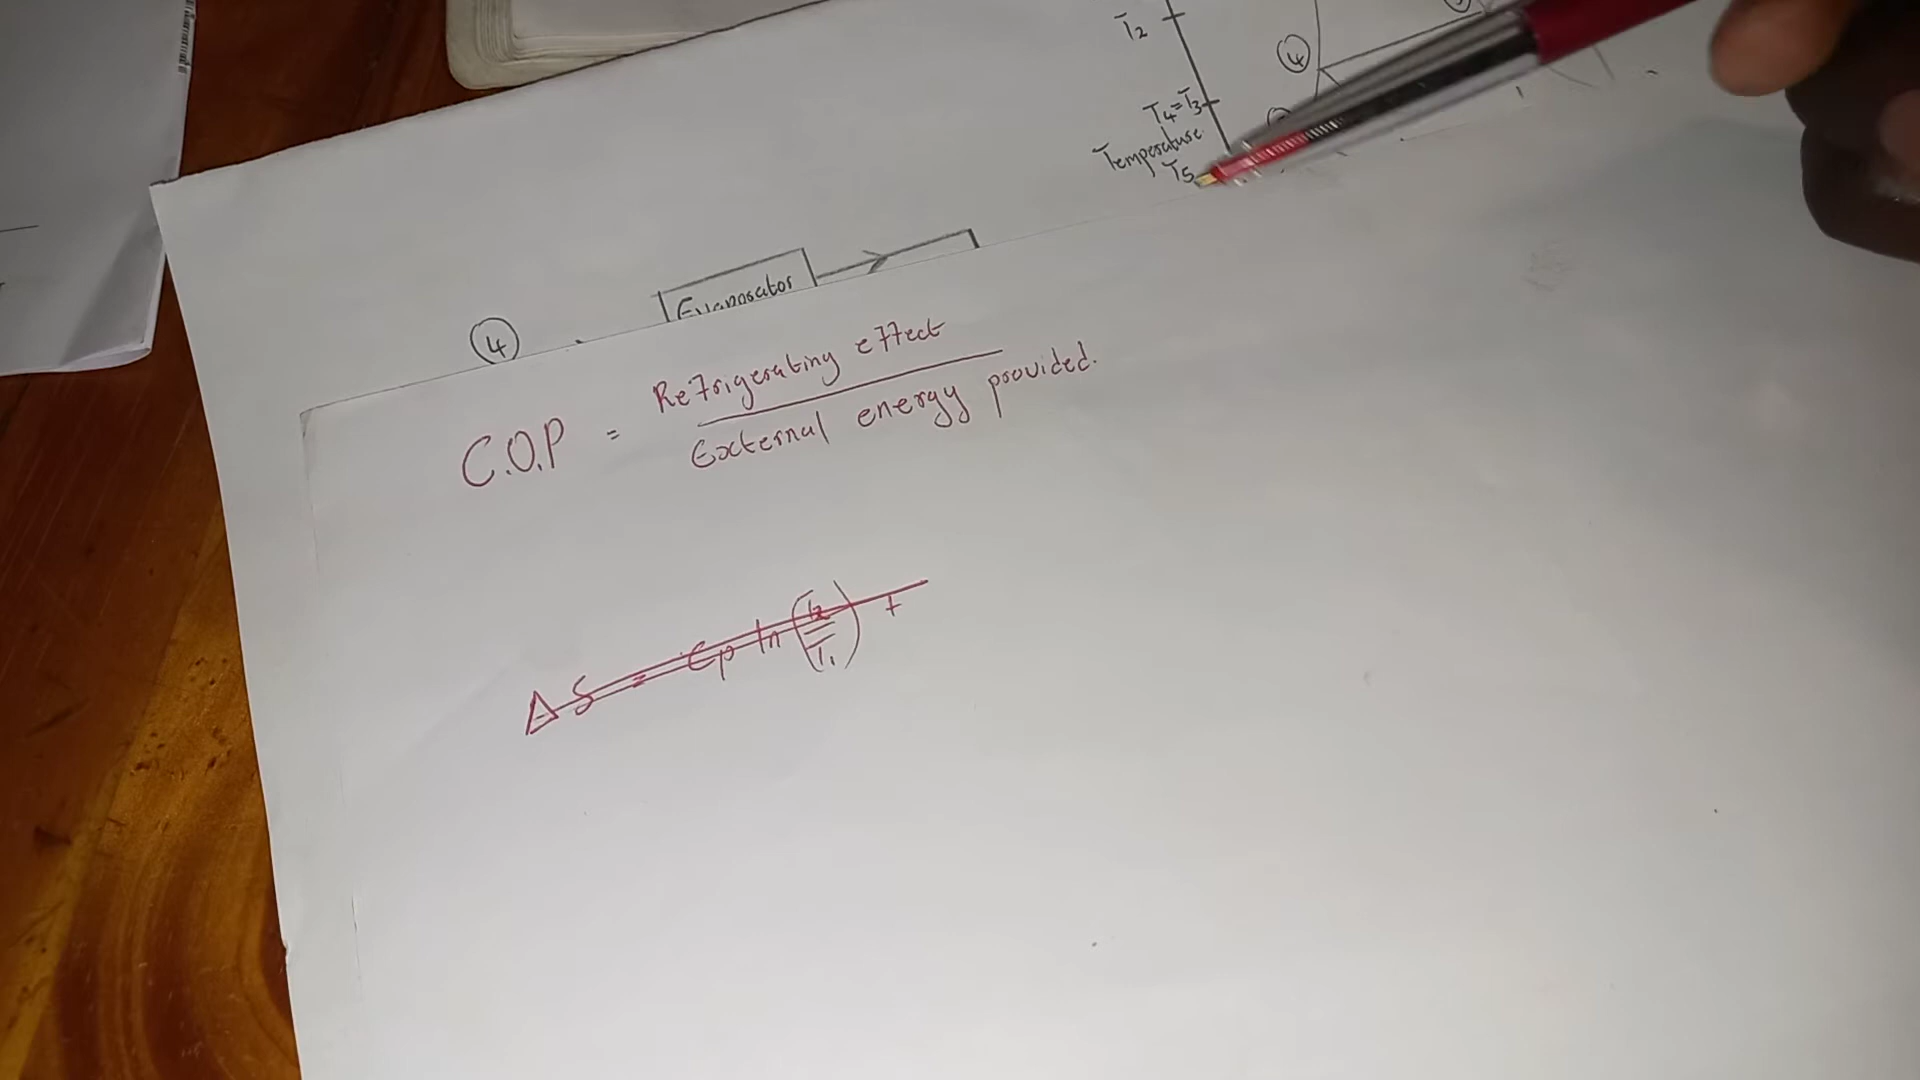 T2
④
T4=T3
Temperature
T5
Evaporator
④
C.O.P = Refrigerating effect
External energy provided.
ΔS = Cp ln (T2
T1) +